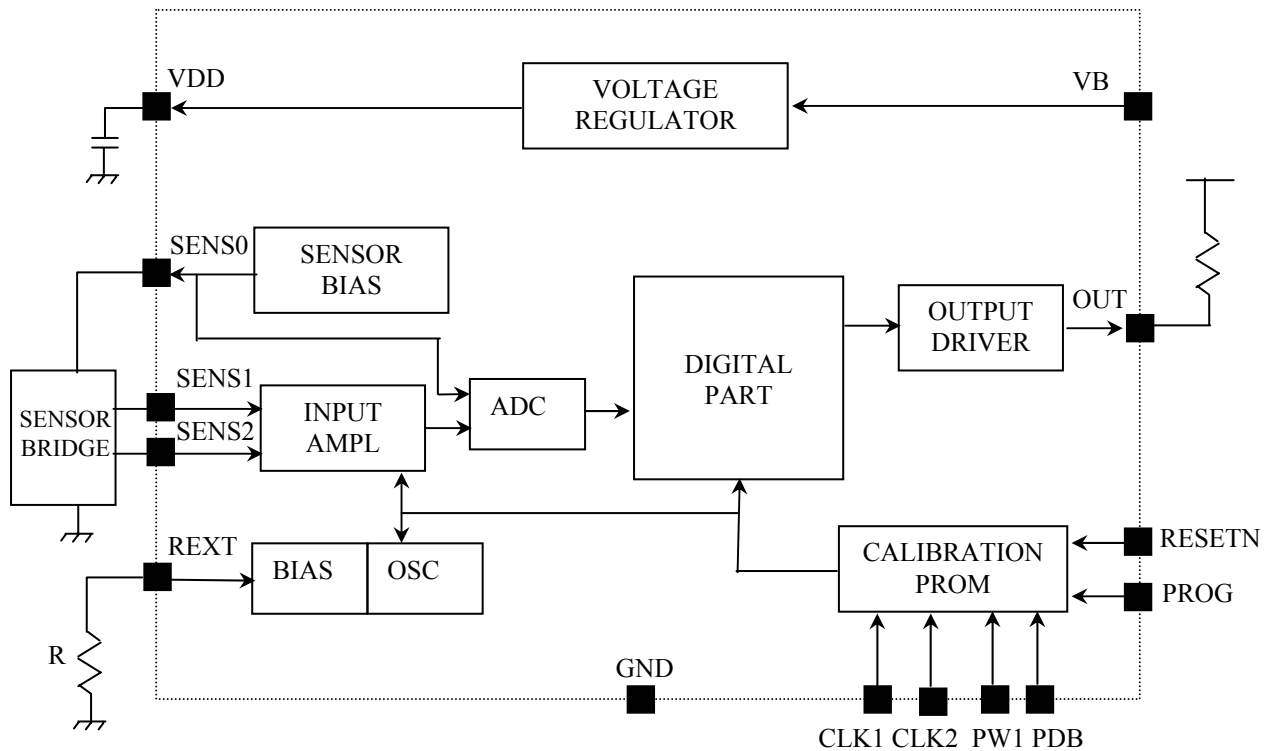 VDD
VOLTAGE
REGULATOR
VB
SENS0
SENSOR
BIAS
OUTPUT
DRIVER
OUT
DIGITAL
PART
SENS1
SENSOR
BRIDGE
INPUT
AMPL
ADC
SENS2
REXT
BIAS
OSC
CALIBRATION
PROM
RESETN
PROG
R
GND
CLK1 CLK2 PW1 PDB